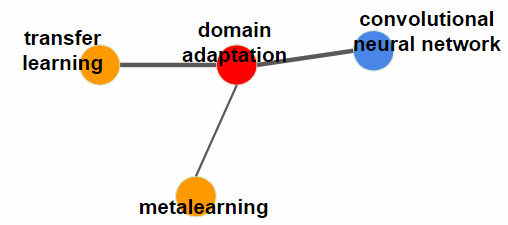 transfer
learning
domain
adaptation
convolutional
neural network
metalearning